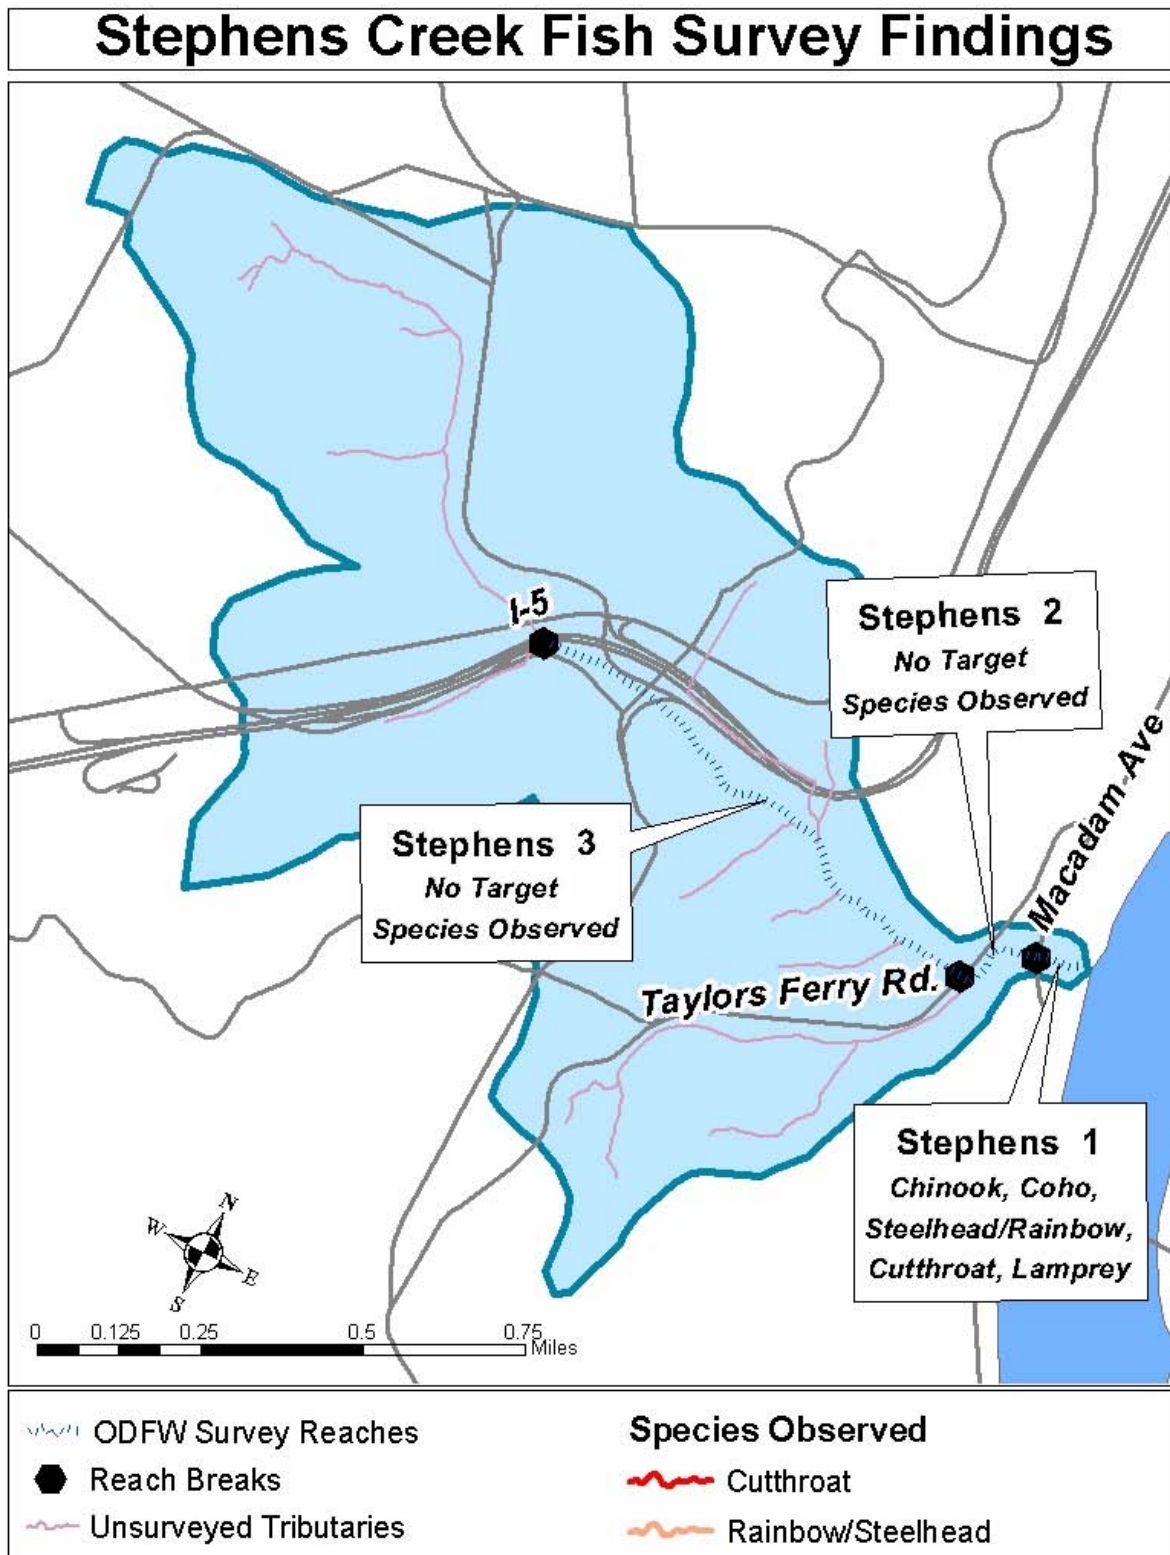 Stephens Creek Fish Survey Findings
I-5
Stephens 2
No Target
Species Observed
Macadam Ave
Stephens 3
No Target
Species Observed
Taylors Ferry Rd.
Stephens 1
Chinook, Coho,
Steelhead/Rainbow,
Cutthroat, Lamprey
N
W
E
S
0 0.125 0.25 0.5 0.75
Miles
ODFW Survey Reaches
Reach Breaks
Unsurveyed Tributaries
Species Observed
Cutthroat
Rainbow/Steelhead